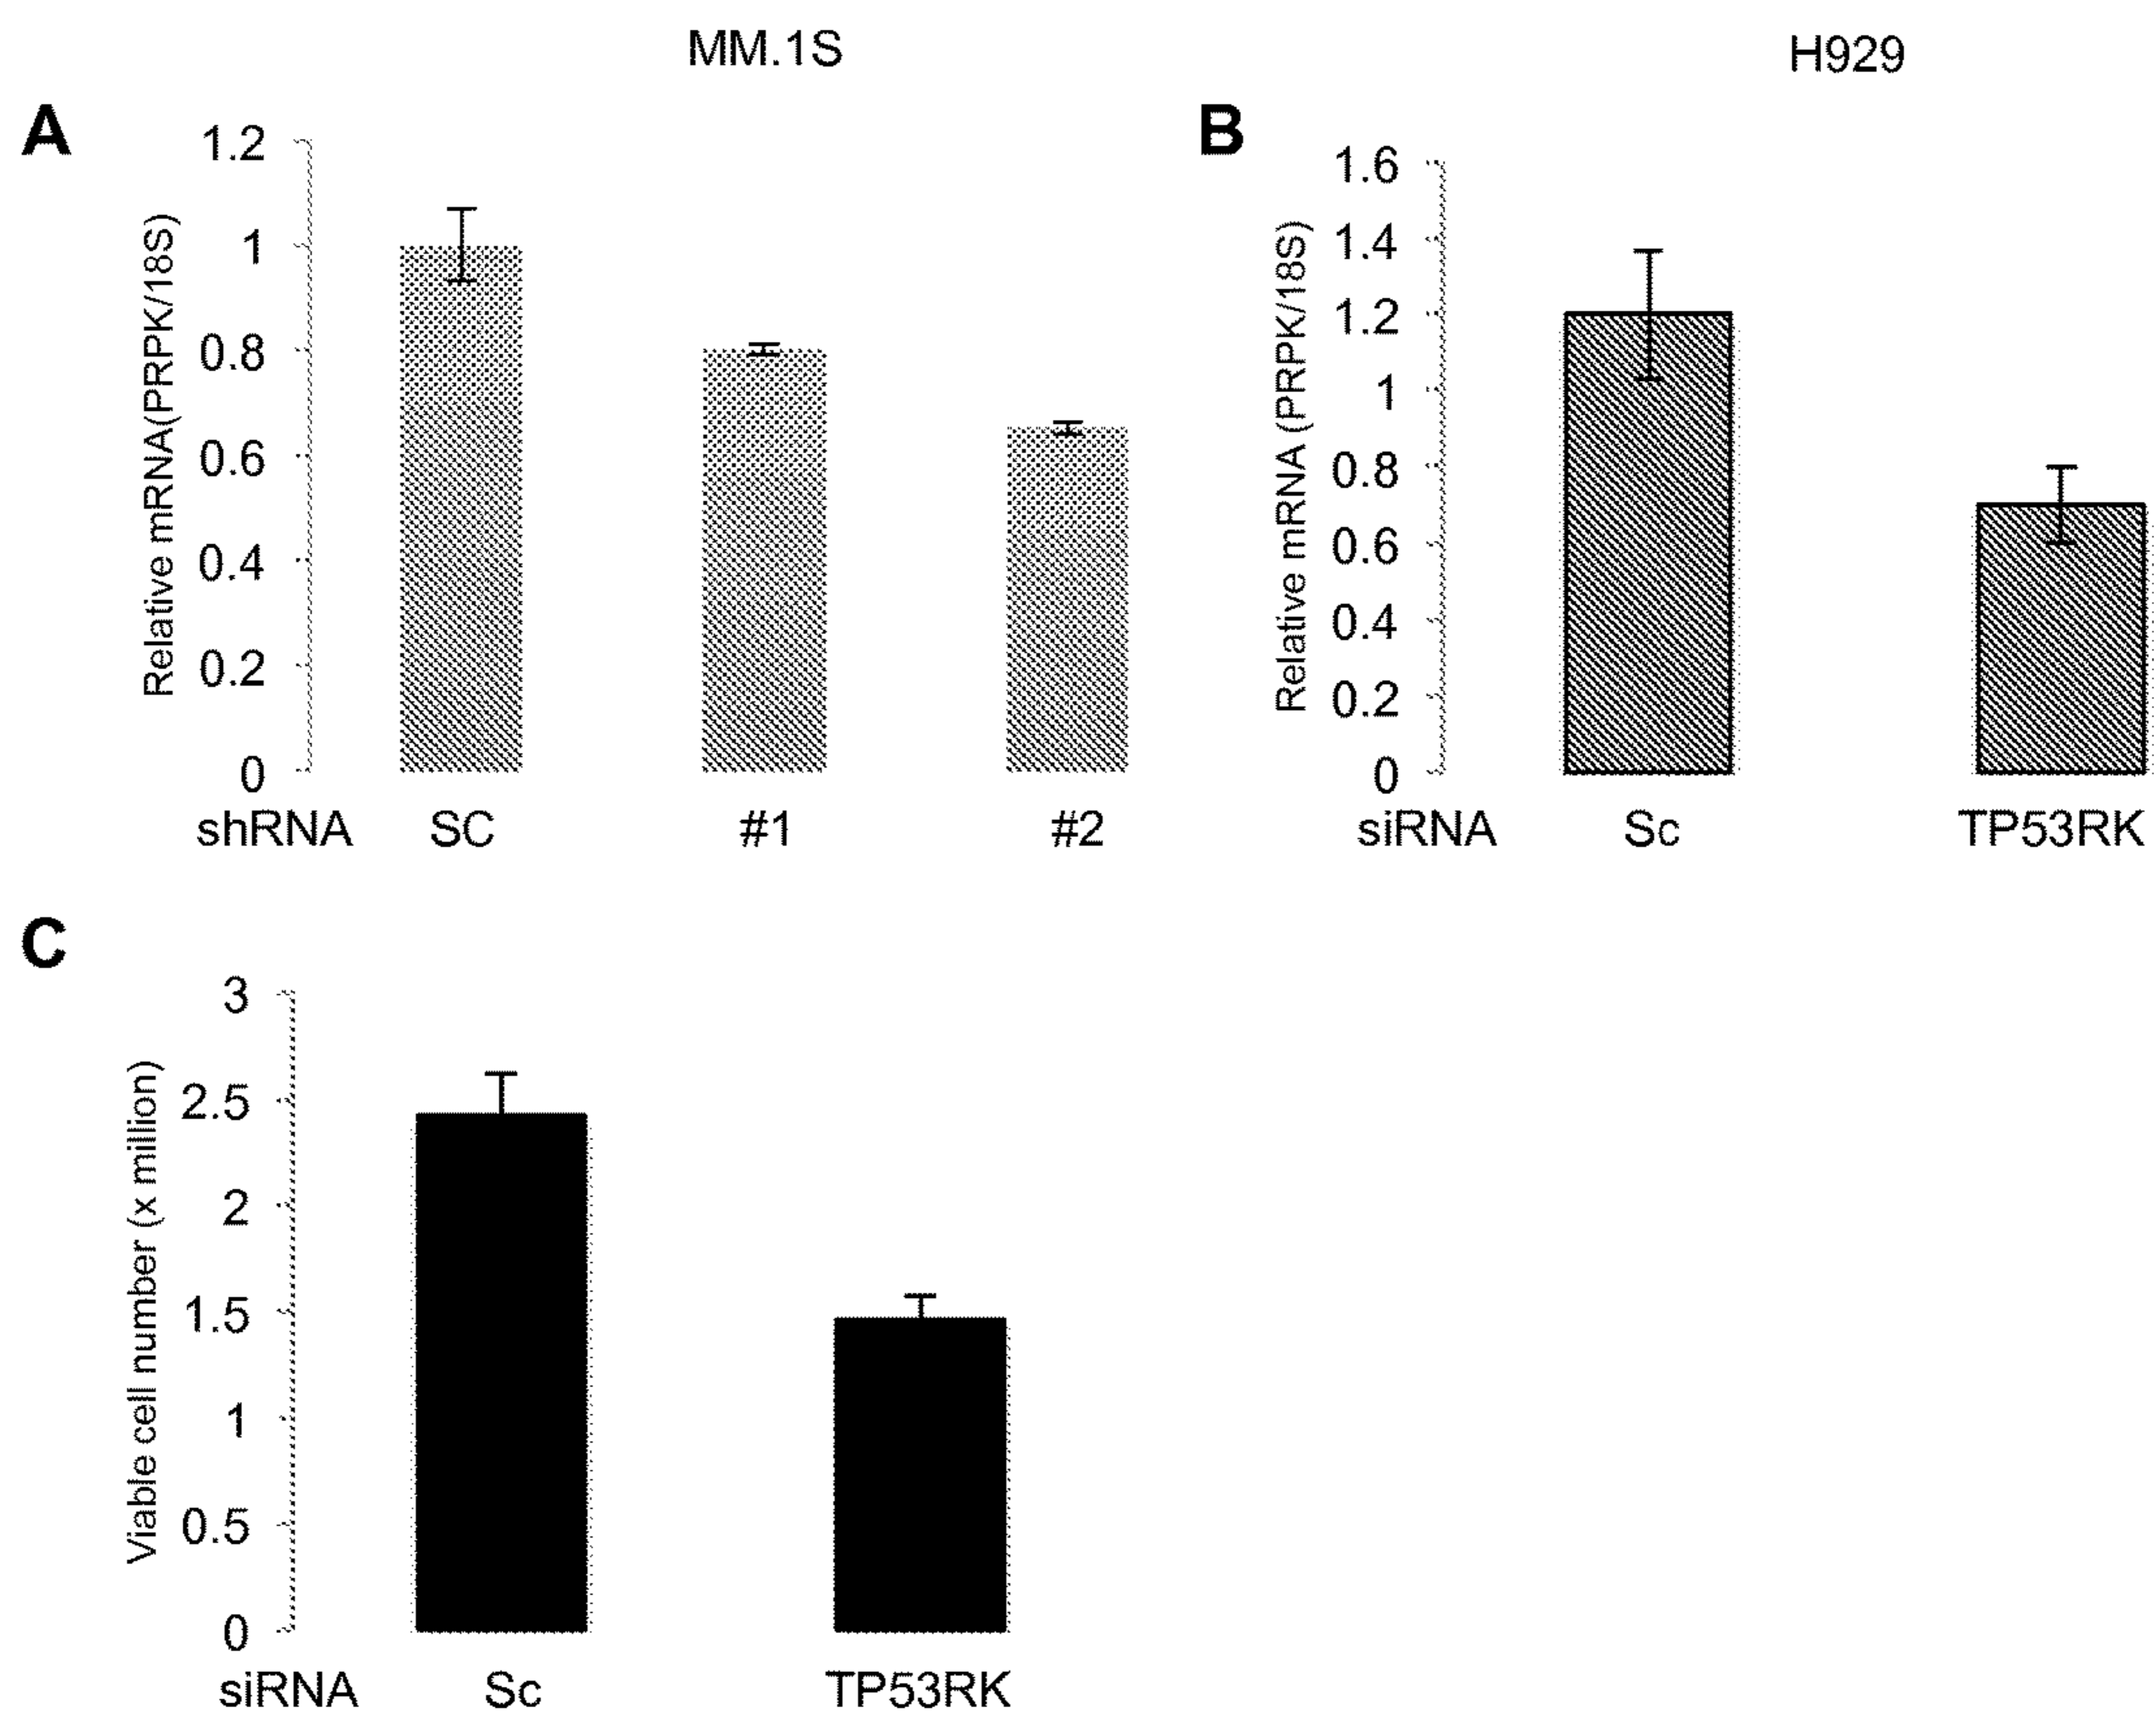 MM.1S
H929
A
Relative mRNA(PRPK/18S)
1.2
1
0.8
0.6
0.4
0.2
0
shRNA SC #1 #2
B
Relative mRNA (PRPK/18S)
1.6
1.4
1.2
1
0.8
0.6
0.4
0.2
0
siRNA Sc TP53RK
C
Viable cell number (x million)
3
2.5
2
1.5
1
0.5
0
siRNA Sc TP53RK